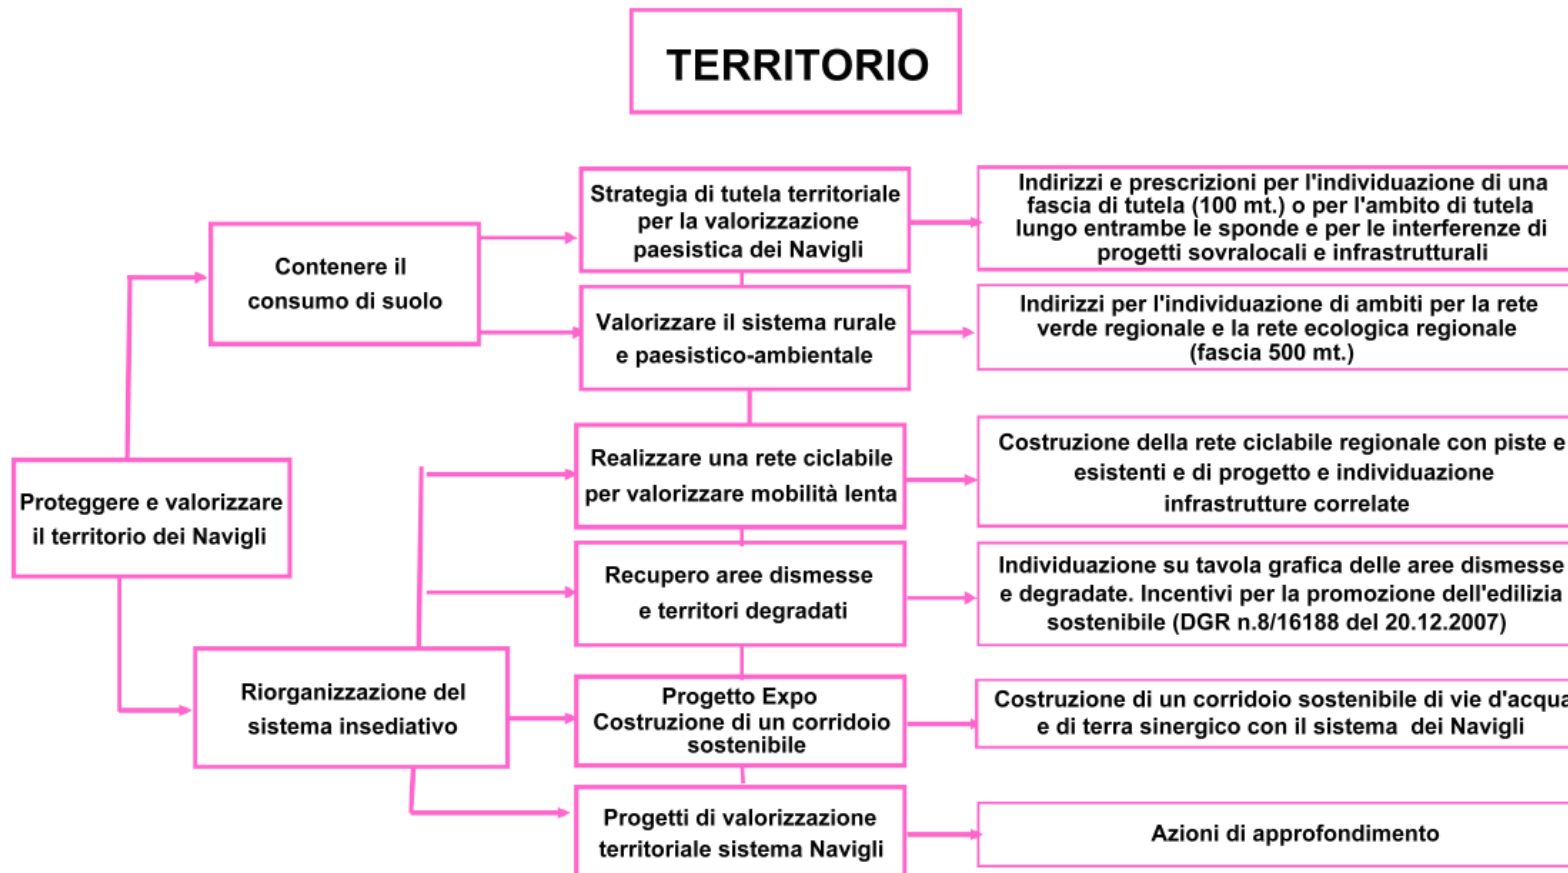 TERRITORIO
Strategia di tutela territoriale
per la valorizzazione
paesistica dei Navigli
Indirizzi e prescrizioni per l'individuazione di una
fascia di tutela (100 mt.) o per l'ambito di tutela
lungo entrambe le sponde e per le interferenze di
progetti sovralocali e infrastrutturali
Contenere il
consumo di suolo
Valorizzare il sistema rurale
e paesistico-ambientale
Indirizzi per l'individuazione di ambiti per la rete
verde regionale e la rete ecologica regionale
(fascia 500 mt.)
Proteggere e valorizzare
il territorio dei Navigli
Realizzare una rete ciclabile
per valorizzare mobilità lenta
Costruzione della rete ciclabile regionale con piste e
esistenti e di progetto e individuazione
infrastrutture correlate
Recupero aree dismesse
e territori degradati
Individuazione su tavola grafica delle aree dismesse
e degradate. Incentivi per la promozione dell'edilizia
sostenibile (DGR n.8/16188 del 20.12.2007)
Riorganizzazione del
sistema insediativo
Progetto Expo
Costruzione di un corridoio
sostenibile
Costruzione di un corridoio sostenibile di vie d'acqua
e di terra sinergico con il sistema dei Navigli
Progetti di valorizzazione
territoriale sistema Navigli
Azioni di approfondimento